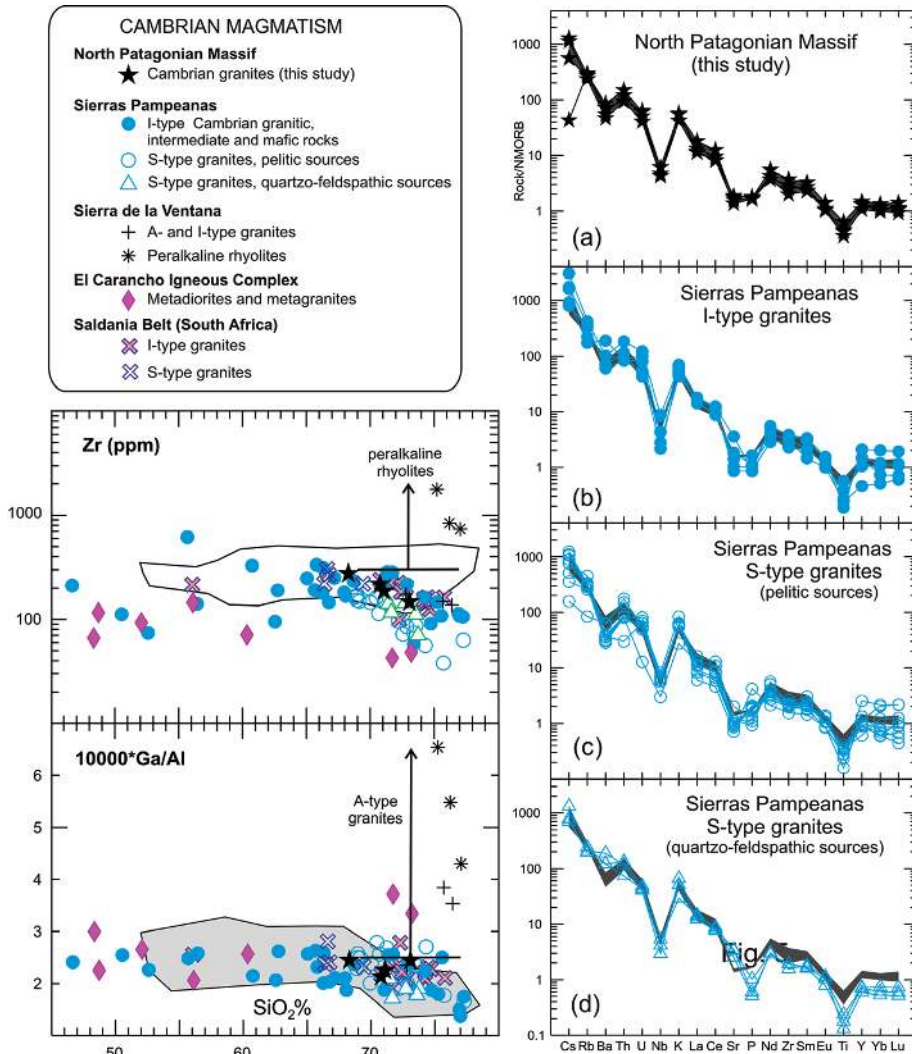 CAMBRIAN MAGMATISM
North Patagonian Massif
Cambrian granites (this study)
Sierras Pampeanas
I-type Cambrian granitic,
intermediate and mafic rocks
S-type granites, pelitic sources
S-type granites, quartzo-feldspathic sources
Sierra de la Ventana
A- and I-type granites
Peralkaline rhyolites
El Carancho Igneous Complex
Metadiorites and metagranites
Saldania Belt (South Africa)
I-type granites
S-type granites
Zr (ppm)
peralkaline
rhyolites
1000
100
10000*Ga/Al
A-type
granites
6
5
4
3
2
SiO2%
50
60
70
North Patagonian Massif
(this study)
Rock/NMORB
1000
100
10
1
(a)
Sierras Pampeanas
I-type granites
1000
100
10
1
(b)
Sierras Pampeanas
S-type granites
(pelitic sources)
1000
100
10
1
(c)
Sierras Pampeanas
S-type granites
(quartzo-feldspathic sources)
1000
100
10
1
0.1
(d)
Cs Rb Ba Th U Nb K La Ce Sr P Nd Zr Sm Eu Ti Y Yb Lu